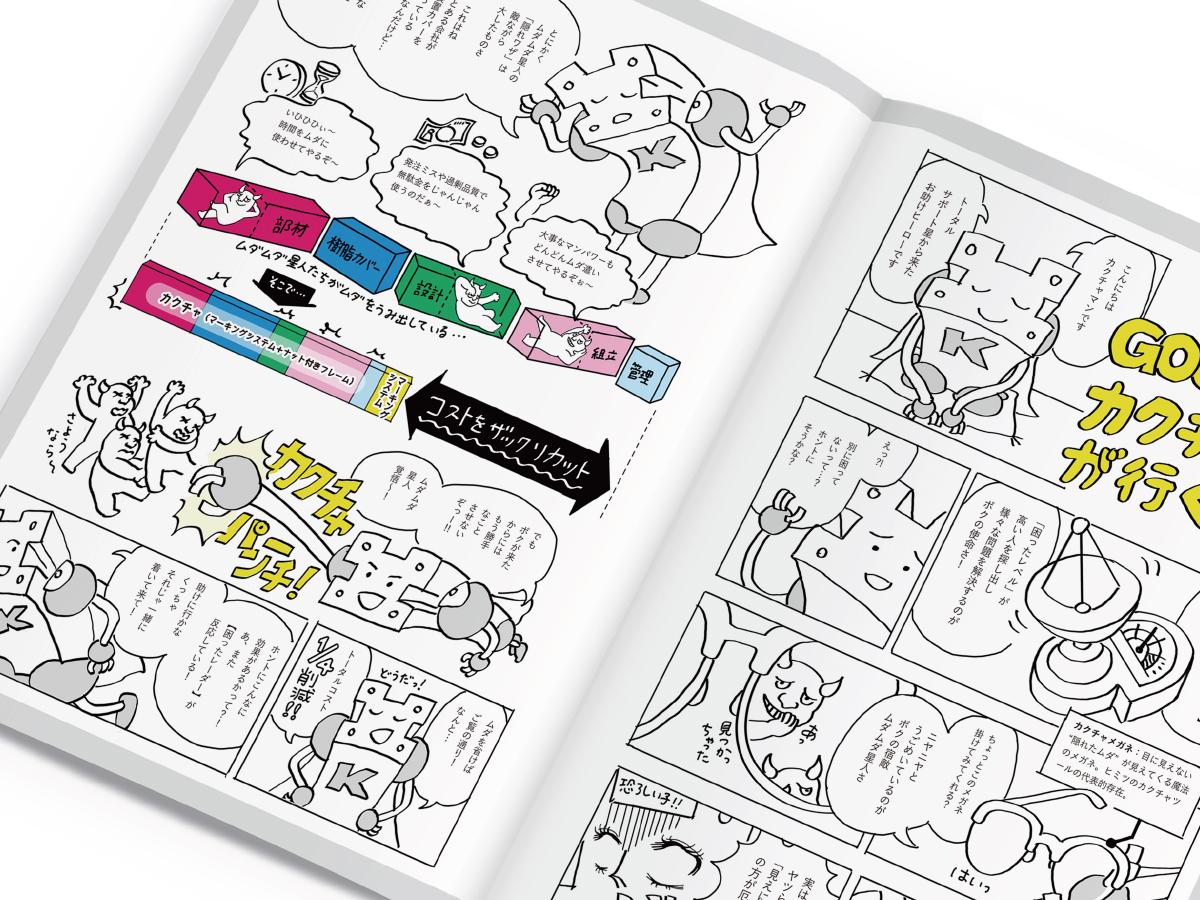 こんにちは
カクチャマンです
トータル
サポート星から来た
お助けヒーローです
カクチ
が行く
えっ?!
別に困って
ないって…?
ホントに
そうかな?
「困ったレベル」が
高い人を探し出し
様々な問題を解決するのが
ボクの使命さ!
ちょっとこのメガネ
掛けてみてくれる?
ニヤニヤと
うごめいているのが
ボクの宿敵
ムダムダ星人さ
あっ
見つかっ
ちゃった
カクチャメガネ:目に見えない
“隠れたムダ”が見えてくる魔法
のメガネ。ヒミツのカクチャツ
ールの代表的存在。
はいっ
恐ろしい子!!
実は
ヤツら
「見えに
の方が厄
とにかく
ムダムダ星人の
「隠れワザ」は
敵ながら
大したものさ
これはね
とある会社が
置カバーを
っている
なんだけど…
いひひひぃ~
時間をムダに
使わせてやるぞ~
発注ミスや過剰品質で
無駄金をじゃんじゃん
使うのだぁ~
大事なマンパワーも
どんどんムダ遣い
させてやるぞぉ~
部材
樹脂カバー
設計
組立
管理
ムダムダ星人たちがムダをうみ出している…
そこで…
カクチャ(マーキングシステム+ナット付きフレーム)
マーキング
システム
コストをザックリカット
さよう
なら~
カクチャ
パーンチ!
でも
ボクが来た
からには
もう勝手
なこと
させない
ぞっー!!
ムダムダ
星人
覚悟ー!
ムダを省けば
ご覧の通り!
なんと…
どうだっ!
トータルコスト
1/4
削減!!
ホントにこんなに
効果があるかって?!
あ、また
【困ったレーダー】が
反応している!
助けに行かな
くっちゃ
それじゃ一緒に
着いて来て!
K
K
K